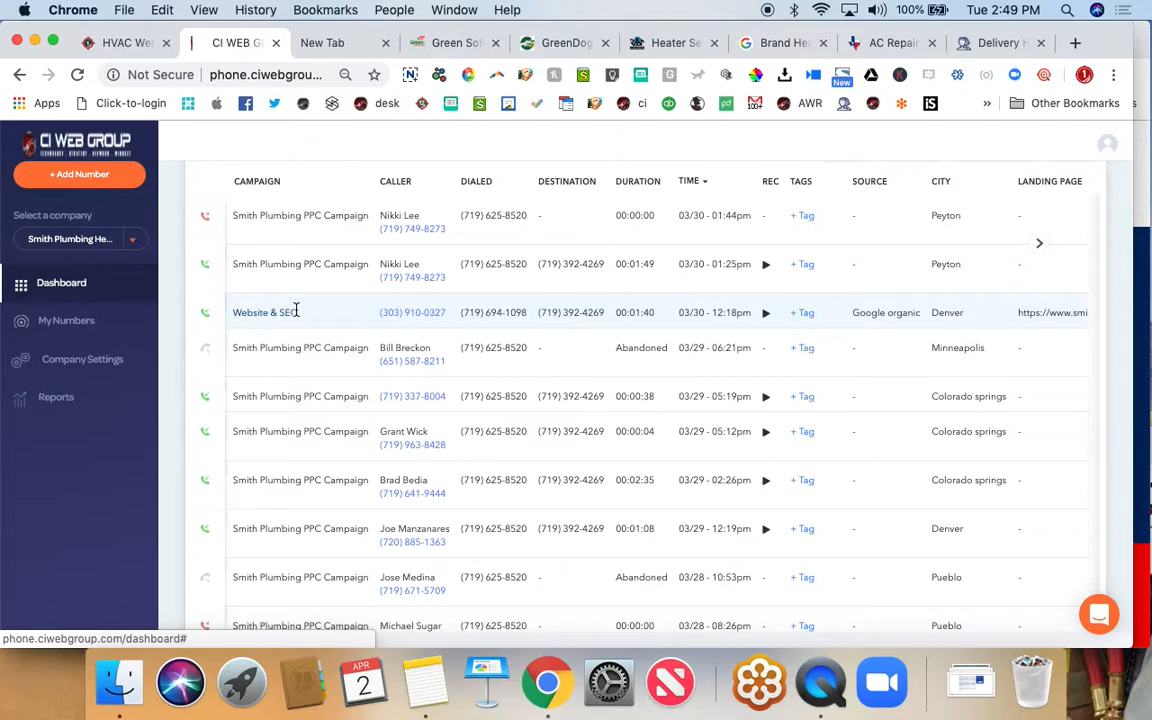 Chrome File Edit View History Bookmarks People Window Help 100% Tue 2:49 PM
HVAC Wel CI WEB G New Tab Green Sol GreenDog Heater Se Brand Hea AC Repair Delivery H
Not Secure phone.ciwebgrou... New
Apps Click-to-login desk ci 100+ AWR Other Bookmarks
CI WEB GROUP
TECHNOLOGY. STRATEGY. NETWORK. MINDSET
+ Add Number
Select a company
Smith Plumbing He...
Dashboard
My Numbers
Company Settings
Reports
CAMPAIGN CALLER DIALED DESTINATION DURATION TIME REC TAGS SOURCE CITY LANDING PAGE
Smith Plumbing PPC Campaign Nikki Lee (719) 625-8520 - 00:00:00 03/30 - 01:44pm - + Tag - Peyton -
(719) 749-8273
Smith Plumbing PPC Campaign Nikki Lee (719) 625-8520 (719) 392-4269 00:01:49 03/30 - 01:25pm + Tag - Peyton -
(719) 749-8273
Website & SEO (303) 910-0327 (719) 694-1098 (719) 392-4269 00:01:40 03/30 - 12:18pm + Tag Google organic Denver https://www.smi
Smith Plumbing PPC Campaign Bill Breckon (719) 625-8520 - Abandoned 03/29 - 06:21pm - + Tag - Minneapolis -
(651) 587-8211
Smith Plumbing PPC Campaign (719) 337-8004 (719) 625-8520 (719) 392-4269 00:00:38 03/29 - 05:19pm + Tag - Colorado springs -
Smith Plumbing PPC Campaign Grant Wick (719) 625-8520 (719) 392-4269 00:00:04 03/29 - 05:12pm + Tag - Colorado springs -
(719) 963-8428
Smith Plumbing PPC Campaign Brad Bedia (719) 625-8520 (719) 392-4269 00:02:35 03/29 - 02:26pm + Tag - Colorado springs -
(719) 641-9444
Smith Plumbing PPC Campaign Joe Manzanares (719) 625-8520 (719) 392-4269 00:01:08 03/29 - 12:19pm + Tag - Denver -
(720) 885-1363
Smith Plumbing PPC Campaign Jose Medina (719) 625-8520 - Abandoned 03/28 - 10:53pm - + Tag - Pueblo -
(719) 671-5709
Smith Plumbing PPC Campaign Michael Sugar (719) 625-8520 - 00:00:00 03/28 - 08:26pm - + Tag - Pueblo -
phone.ciwebgroup.com/dashboard#
APR
2